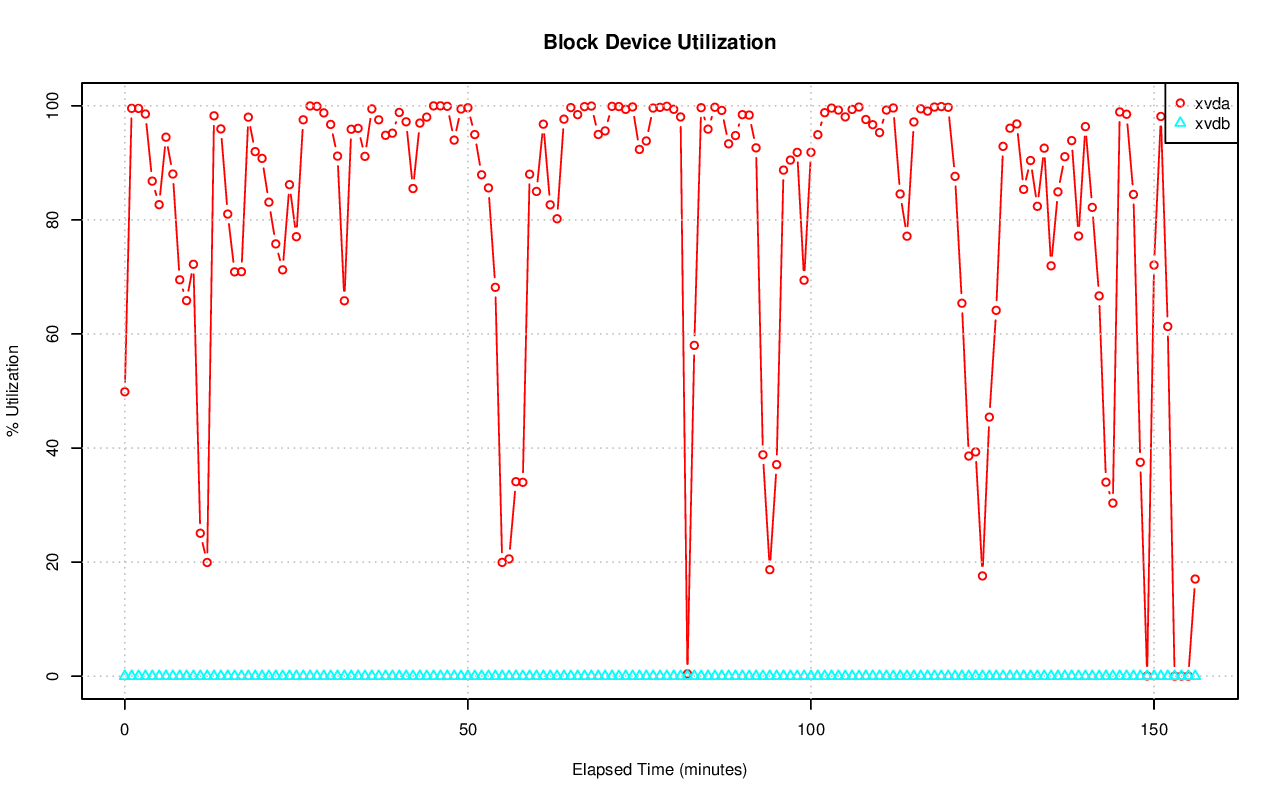 Block Device Utilization
xvda
xvdb
% Utilization
100
80
60
40
20
0
0 50 100 150
Elapsed Time (minutes)